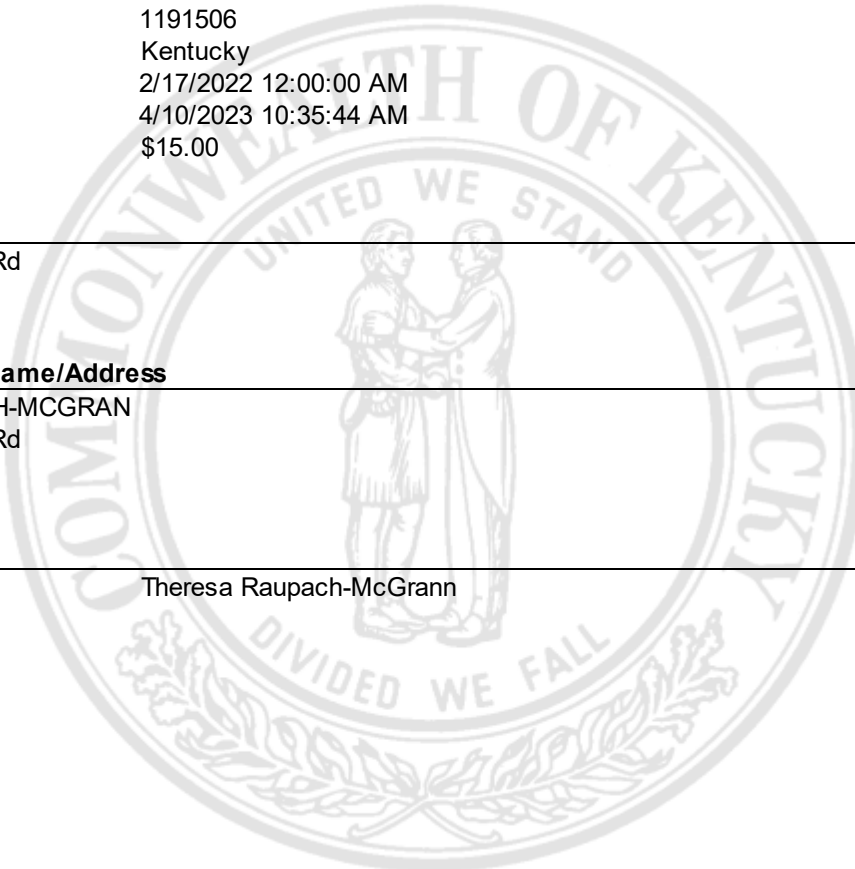 1191506
Kentucky
2/17/2022 12:00:00 AM
4/10/2023 10:35:44 AM
$15.00
COMMONWEALTH OF KENTUCKY
UNITED WE STAND
Rd
ame/Address
H-MCGRAN
Rd
Theresa Raupach-McGrann
DIVIDED WE FALL